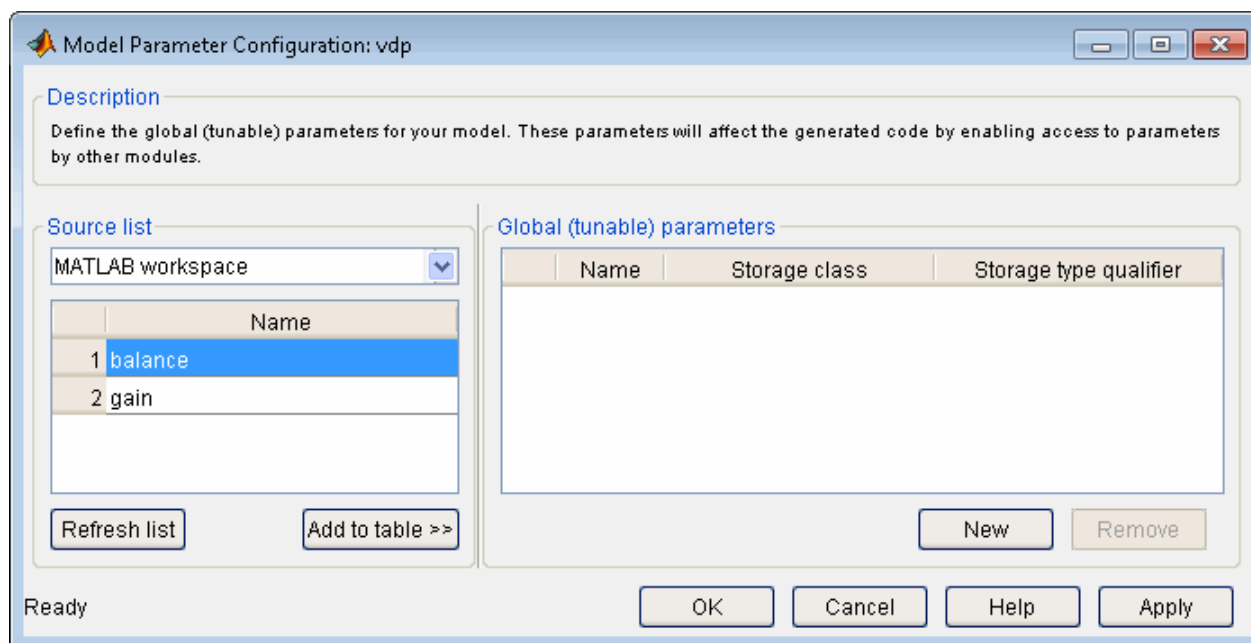 Model Parameter Configuration: vdp
Description
Define the global (tunable) parameters for your model. These parameters will affect the generated code by enabling access to parameters
by other modules.
Source list
MATLAB workspace
Name
1 balance
2 gain
Refresh list
Add to table >>
Global (tunable) parameters
Name Storage class Storage type qualifier
New Remove
Ready
OK Cancel Help Apply